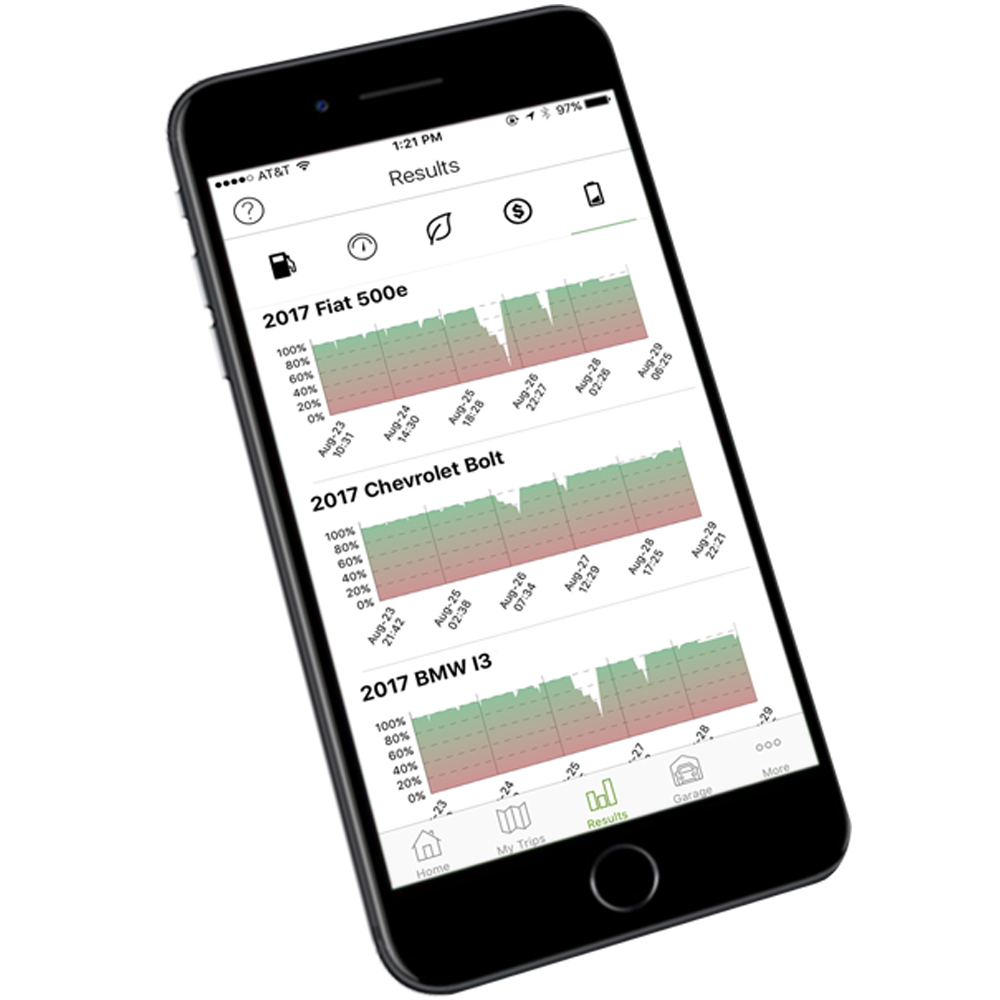 AT&T 1:21 PM 97%
?
Results
$
2017 Fiat 500e
100%
80%
60%
40%
20%
0%
Aug-23 10:31
Aug-24 14:30
Aug-25 18:28
Aug-26 22:27
Aug-28 02:26
Aug-29 06:25
2017 Chevrolet Bolt
100%
80%
60%
40%
20%
0%
Aug-23 21:42
Aug-25 02:38
Aug-26 07:34
Aug-27 12:29
Aug-28 17:25
Aug-29 22:21
2017 BMW I3
100%
80%
60%
40%
20%
0%
-23
-24
-25
-27
-28
-29
Home
My Trips
Results
Garage
More